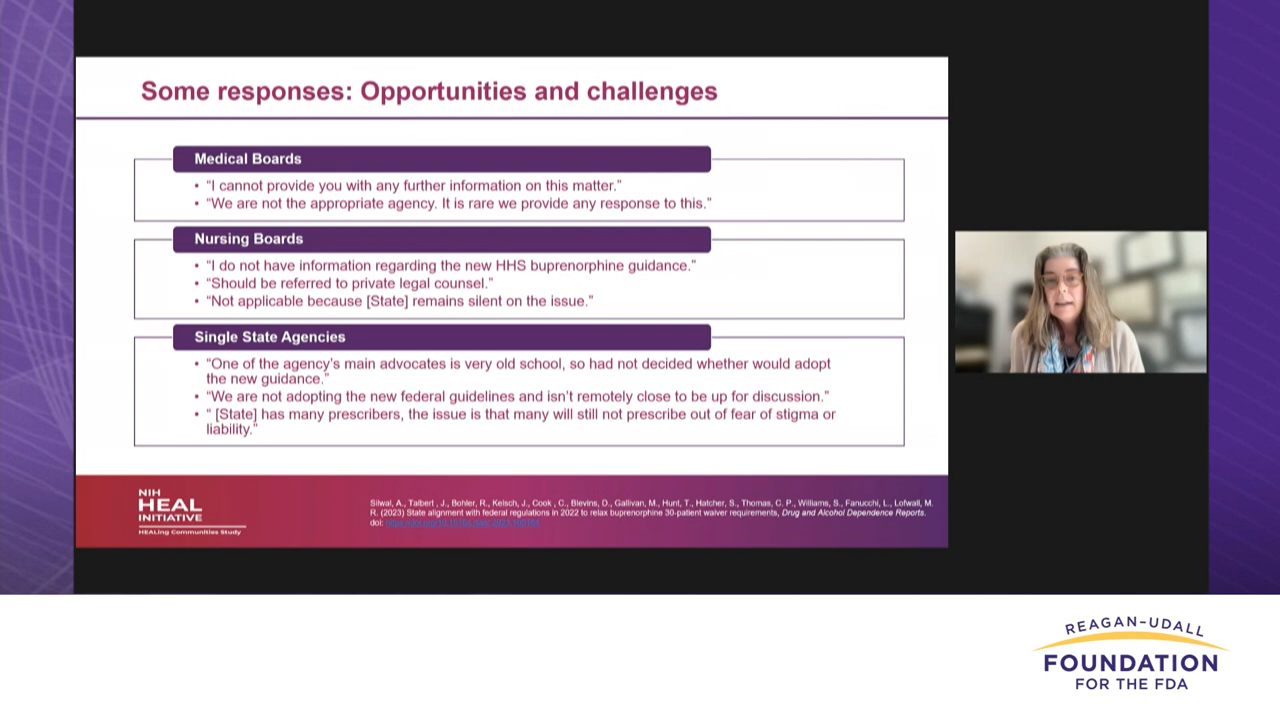 Some responses: Opportunities and challenges
Medical Boards
• “I cannot provide you with any further information on this matter.”
• “We are not the appropriate agency. It is rare we provide any response to this.”
Nursing Boards
• “I do not have information regarding the new HHS buprenorphine guidance.”
• “Should be referred to private legal counsel.”
• “Not applicable because [State] remains silent on the issue.”
Single State Agencies
• “One of the agency’s main advocates is very old school, so had not decided whether would adopt
the new guidance.”
• “We are not adopting the new federal guidelines and isn’t remotely close to be up for discussion.”
• “ [State] has many prescribers, the issue is that many will still not prescribe out of fear of stigma or
liability.”
NIH
HEAL
INITIATIVE
HEALing Communities Study
Silwal, A., Talbert , J., Bohler, R., Kelsch, J., Cook , C., Blevins, D., Gallivan, M., Hunt, T., Hatcher, S., Thomas, C. P., Williams, S., Fanucchi, L., Lofwall, M.
R. (2023) State alignment with federal regulations in 2022 to relax buprenorphine 30-patient waiver requirements, Drug and Alcohol Dependence Reports.
doi:
REAGAN-UDALL
FOUNDATION
FOR THE FDA